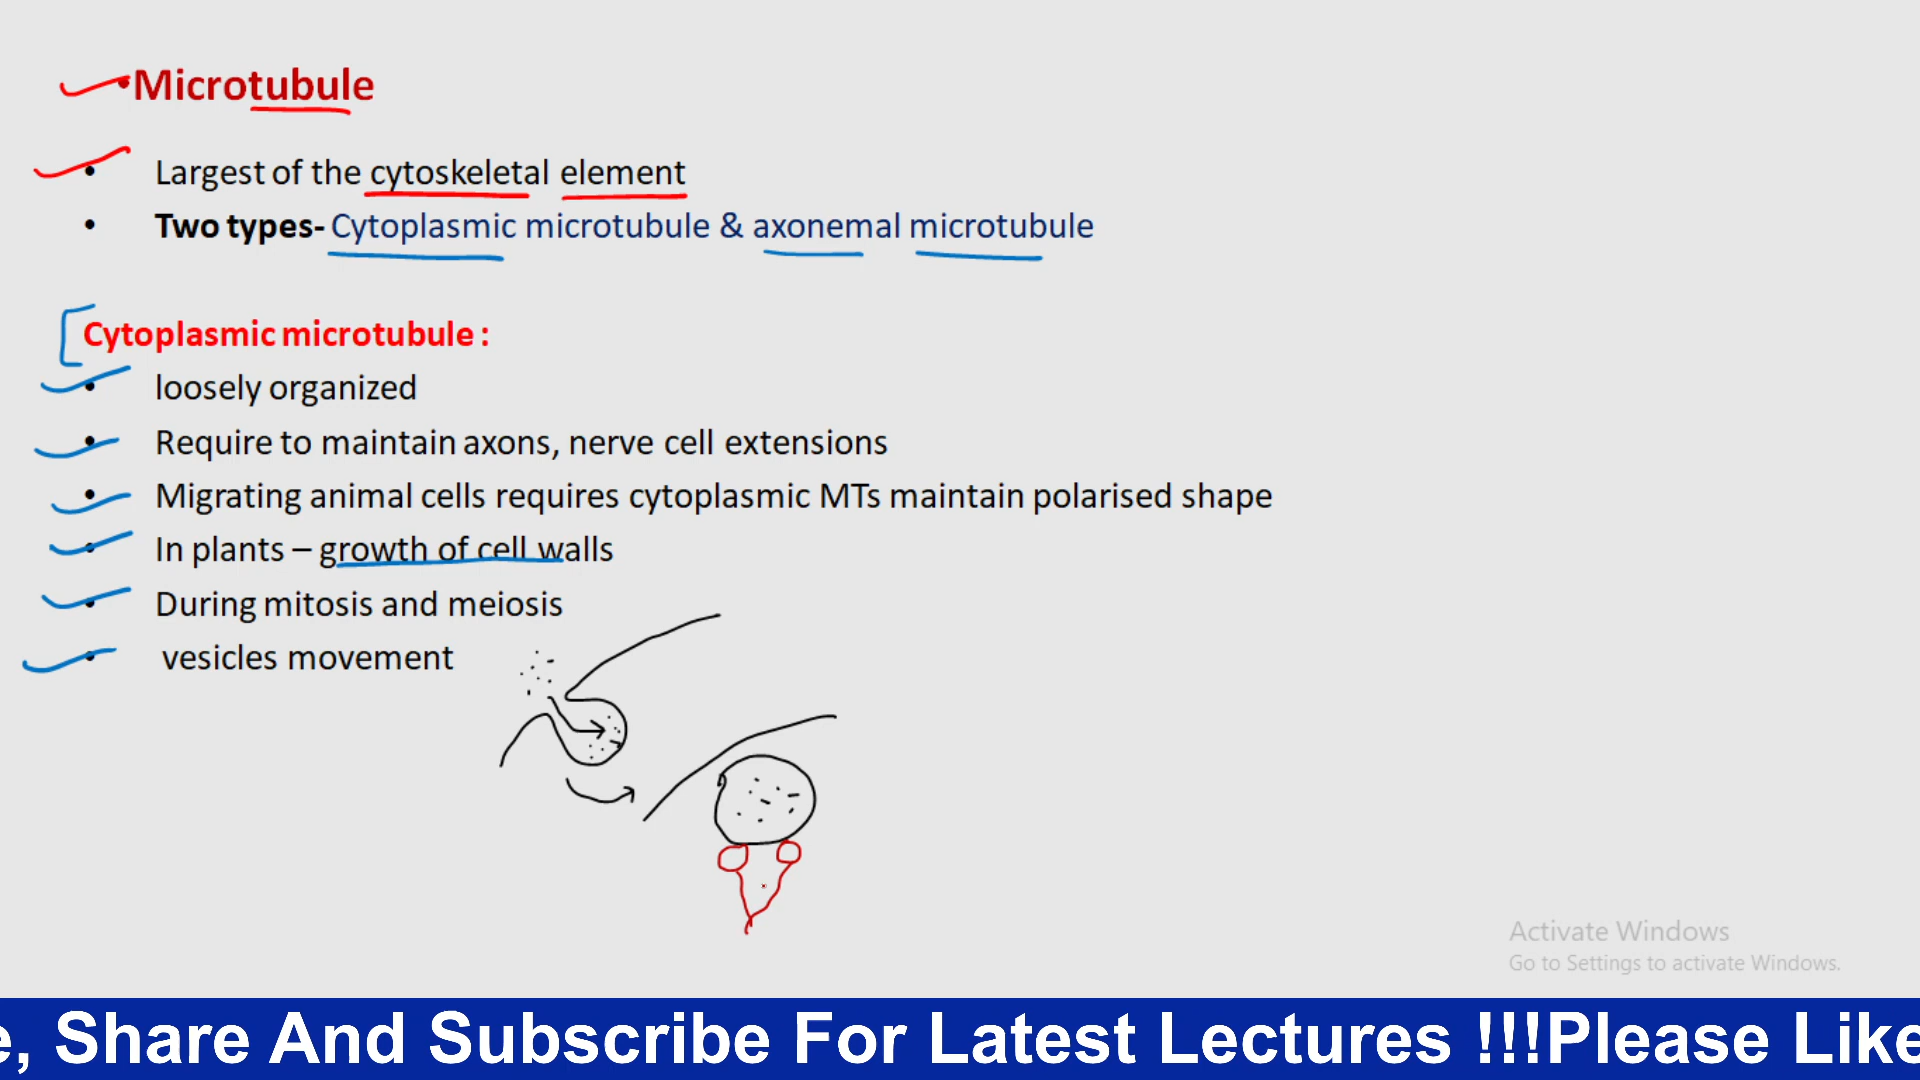 •Microtubule
• Largest of the cytoskeletal element
• Two types- Cytoplasmic microtubule & axonemal microtubule
Cytoplasmic microtubule :
• loosely organized
• Require to maintain axons, nerve cell extensions
• Migrating animal cells requires cytoplasmic MTs maintain polarised shape
• In plants – growth of cell walls
• During mitosis and meiosis
• vesicles movement
Activate Windows
Go to Settings to activate Windows.
e, Share And Subscribe For Latest Lectures !!!Please Like